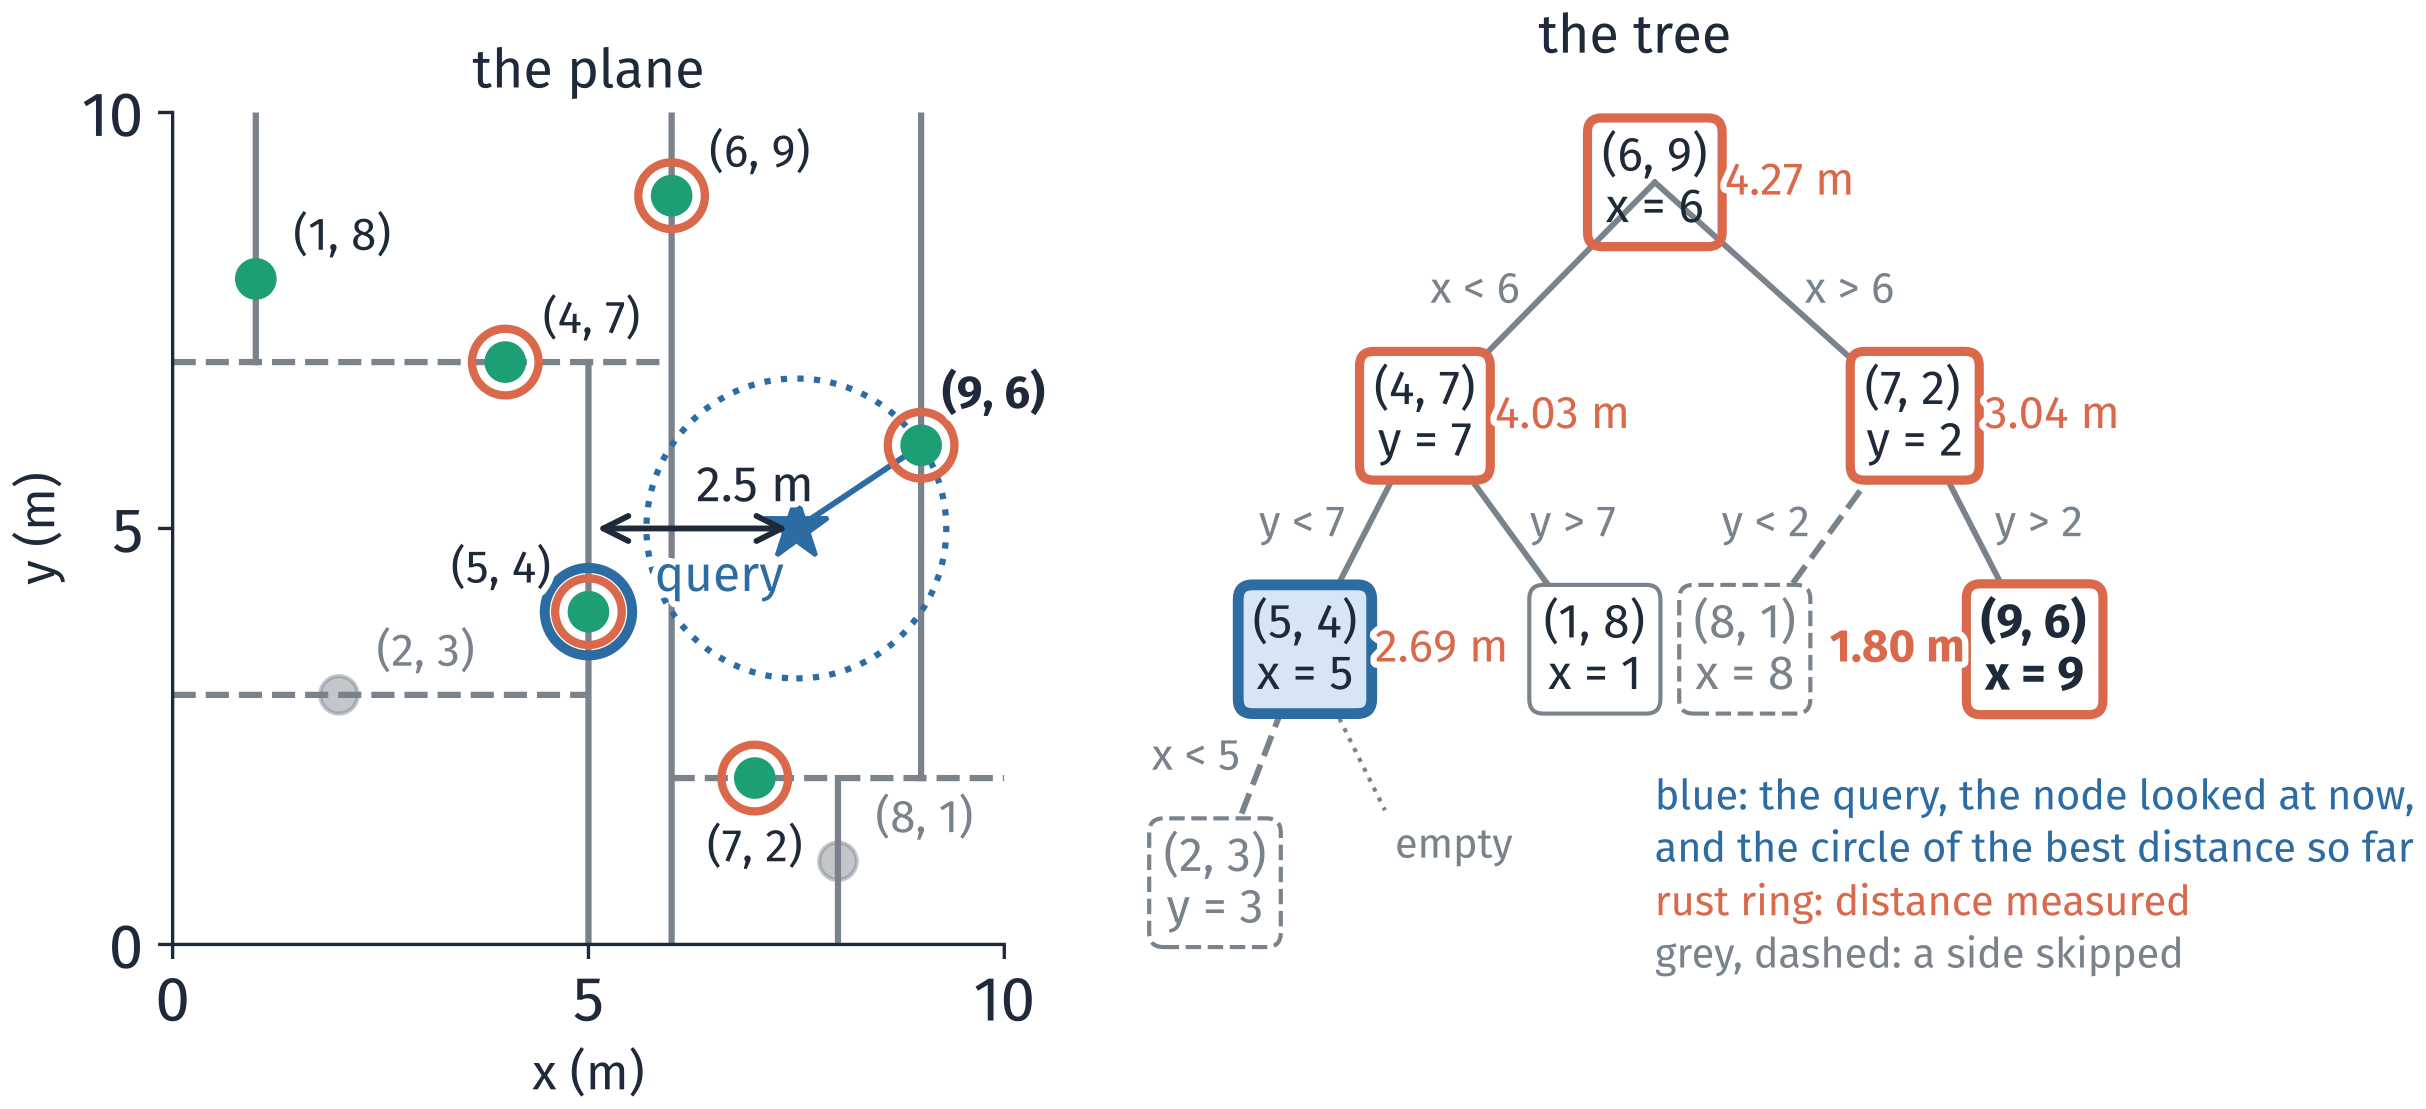 the plane
10
5
0
0
5
10
y (m)
x (m)
(6, 9)
(1, 8)
(4, 7)
(9, 6)
2.5 m
query
(5, 4)
(2, 3)
(7, 2)
(8, 1)
the tree
(6, 9)
x = 6
4.27 m
x < 6
x > 6
(4, 7)
y = 7
4.03 m
(7, 2)
y = 2
3.04 m
y < 7
y > 7
y < 2
y > 2
(5, 4)
x = 5
2.69 m
(1, 8)
x = 1
(8, 1)
x = 8
1.80 m
(9, 6)
x = 9
x < 5
empty
(2, 3)
y = 3
blue: the query, the node looked at now,
and the circle of the best distance so far
rust ring: distance measured
grey, dashed: a side skipped